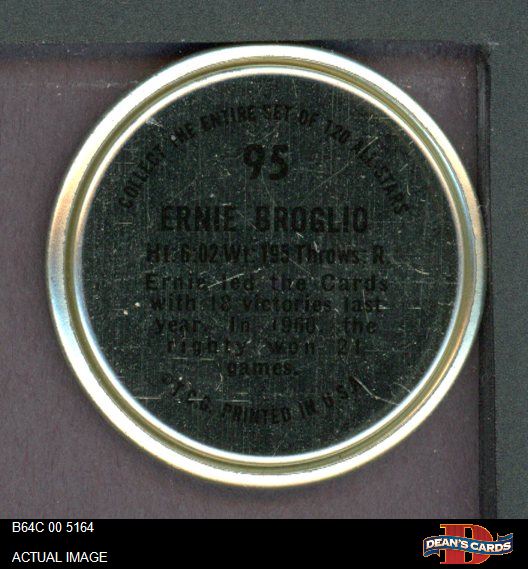 COLLECT THE ENTIRE SET OF 120 ALL-STARS
95
ERNIE BROGLIO
Ht. 6:02 Wt. 195 Throws: R.
Ernie led the Cards
with 18 victories last
year. In 1960, the
righty won 21
games.
© T.C.G. PRINTED IN U.S.A.
B64C 00 5164
ACTUAL IMAGE
DEAN'S CARDS